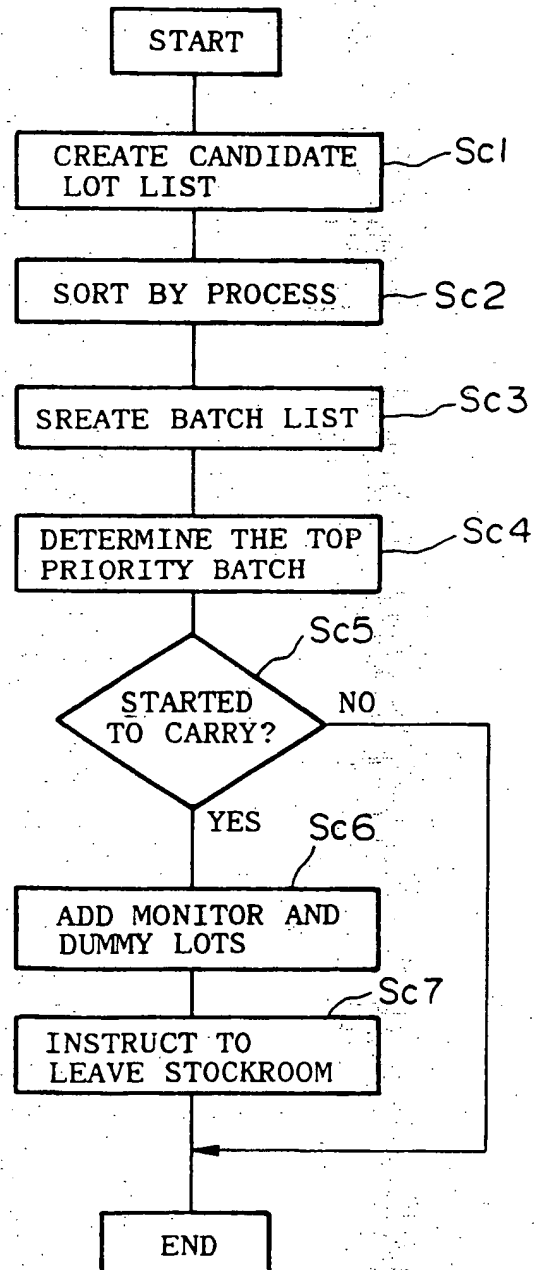 START
CREATE CANDIDATE
LOT LIST
Sc1
SORT BY PROCESS
Sc2
SREATE BATCH LIST
Sc3
DETERMINE THE TOP
PRIORITY BATCH
Sc4
Sc5
STARTED
TO CARRY?
NO
YES
Sc6
ADD MONITOR AND
DUMMY LOTS
Sc7
INSTRUCT TO
LEAVE STOCKROOM
END